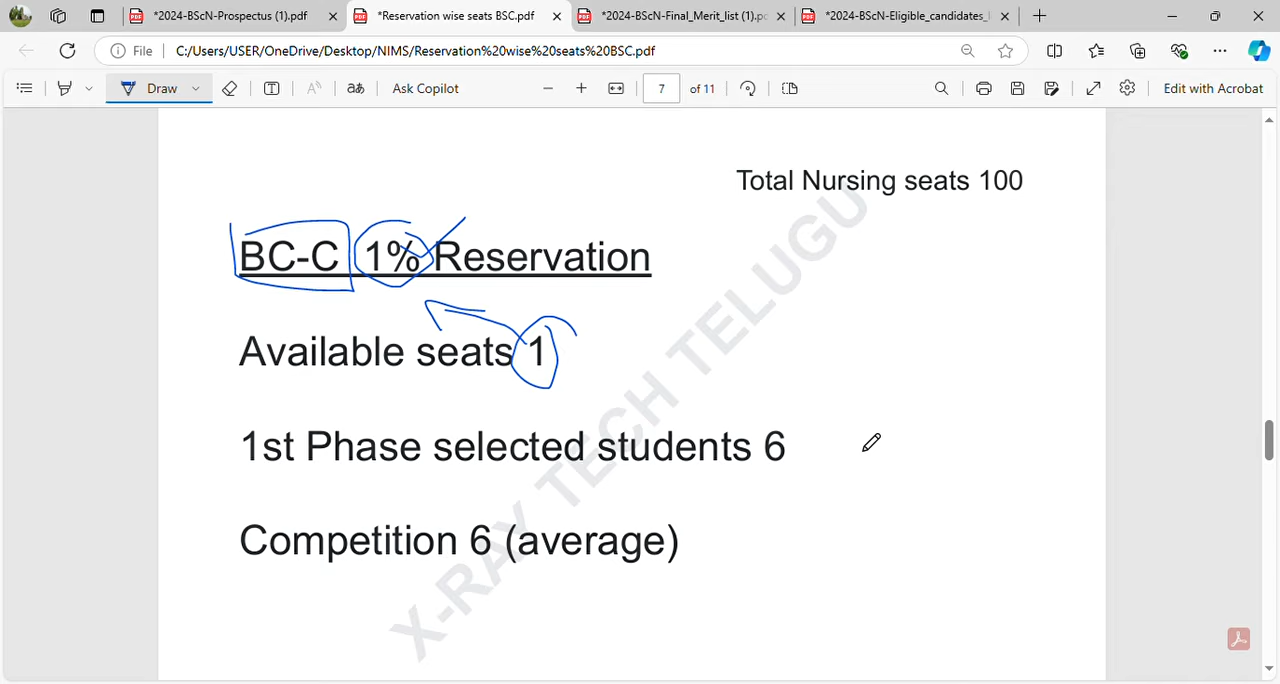 *2024-BScN-Prospectus (1).pdf
*Reservation wise seats BSC.pdf
*2024-BScN-Final_Merit_list (1).pc
*2024-BScN-Eligible_candidates_
File
C:/Users/USER/OneDrive/Desktop/NIMS/Reservation%20wise%20seats%20BSC.pdf
Draw
Ask Copilot
7 of 11
Edit with Acrobat
Total Nursing seats 100
BC-C 1% Reservation
Available seats 1
1st Phase selected students 6
Competition 6 (average)
X-RAY TECH TELUGU